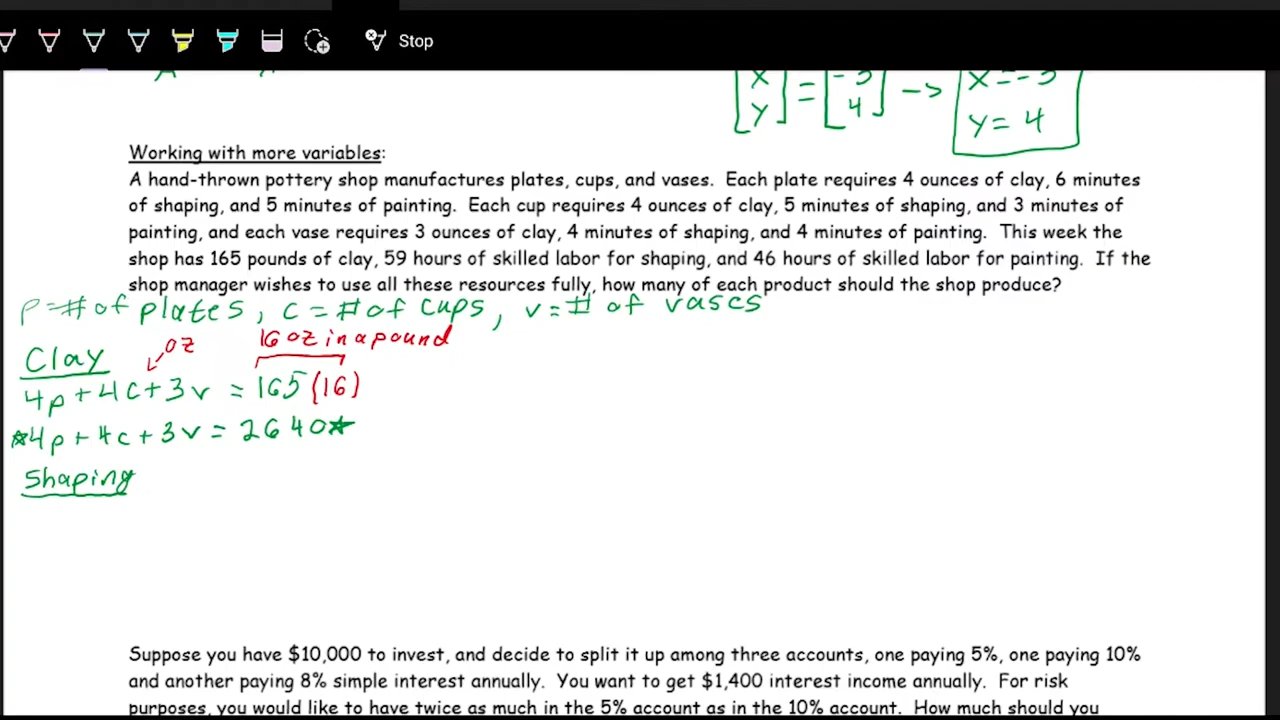 Stop
[x y] = [-3 4] -> x = -3
y = 4
Working with more variables:
A hand-thrown pottery shop manufactures plates, cups, and vases. Each plate requires 4 ounces of clay, 6 minutes
of shaping, and 5 minutes of painting. Each cup requires 4 ounces of clay, 5 minutes of shaping, and 3 minutes of
painting, and each vase requires 3 ounces of clay, 4 minutes of shaping, and 4 minutes of painting. This week the
shop has 165 pounds of clay, 59 hours of skilled labor for shaping, and 46 hours of skilled labor for painting. If the
shop manager wishes to use all these resources fully, how many of each product should the shop produce?
p=# of plates, c = # of cups, v=# of vases
Clay
oz
16 oz in a pound
4p + 4c + 3v = 165(16)
*4p + 4c + 3v = 2640*
Shaping
Suppose you have $10,000 to invest, and decide to split it up among three accounts, one paying 5%, one paying 10%
and another paying 8% simple interest annually. You want to get $1,400 interest income annually. For risk
purposes, you would like to have twice as much in the 5% account as in the 10% account. How much should you